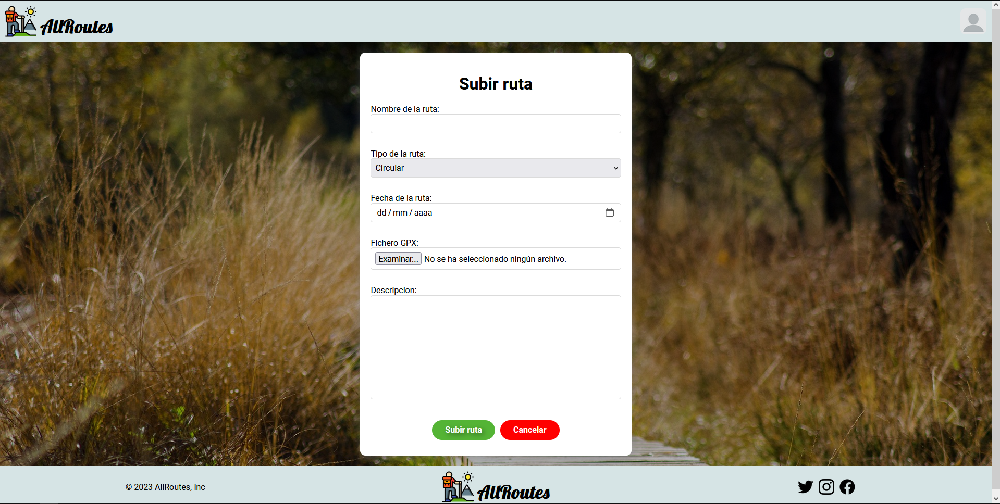 AllRoutes
Subir ruta
Nombre de la ruta:
Tipo de la ruta:
Circular
Fecha de la ruta:
dd / mm / aaaa
Fichero GPX:
Examinar... No se ha seleccionado ningún archivo.
Descripcion:
Subir ruta Cancelar
© 2023 AllRoutes, Inc
AllRoutes